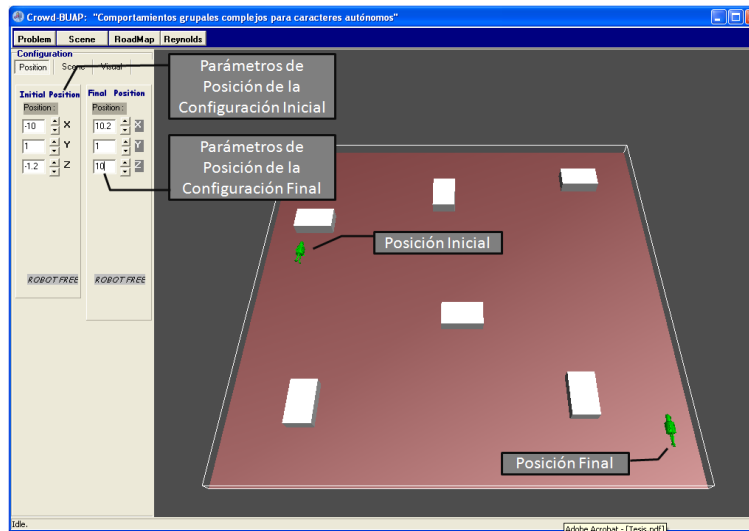 Crowd-BUAP: "Comportamientos grupales complejos para caracteres autónomos"
Problem Scene RoadMap Reynolds
Configuration
Position Scene Visual
Parámetros de
Posición de la
Configuración Inicial
Initial Position Final Position
Position : Position :
-10 X 10.2 X
1 Y 1 Y
-1.2 Z 10 Z
Parámetros de
Posición de la
Configuración Final
Posición Inicial
ROBOT FREE ROBOT FREE
Posición Final
Idle.
Adobe Acrobat - [Tesis.pdf]